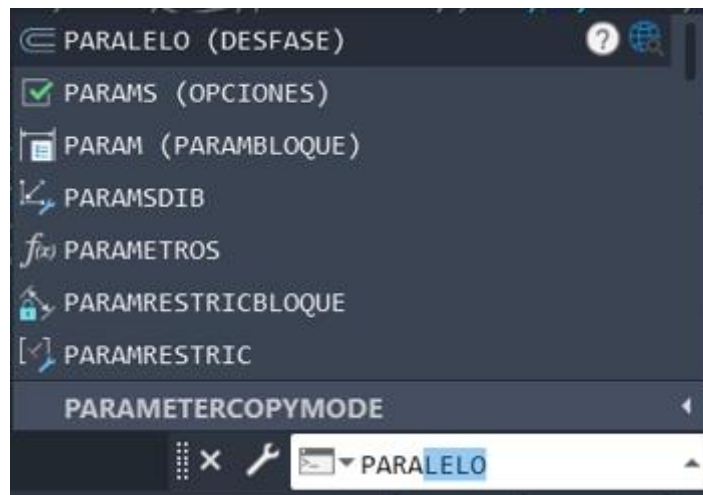 PARALELO (DESFASE)
PARAMS (OPCIONES)
PARAM (PARAMBLOQUE)
PARAMSDIB
f(x) PARAMETROS
PARAMRESTRICBLOQUE
PARAMRESTRIC
PARAMETERCOPYMODE
PARALELO